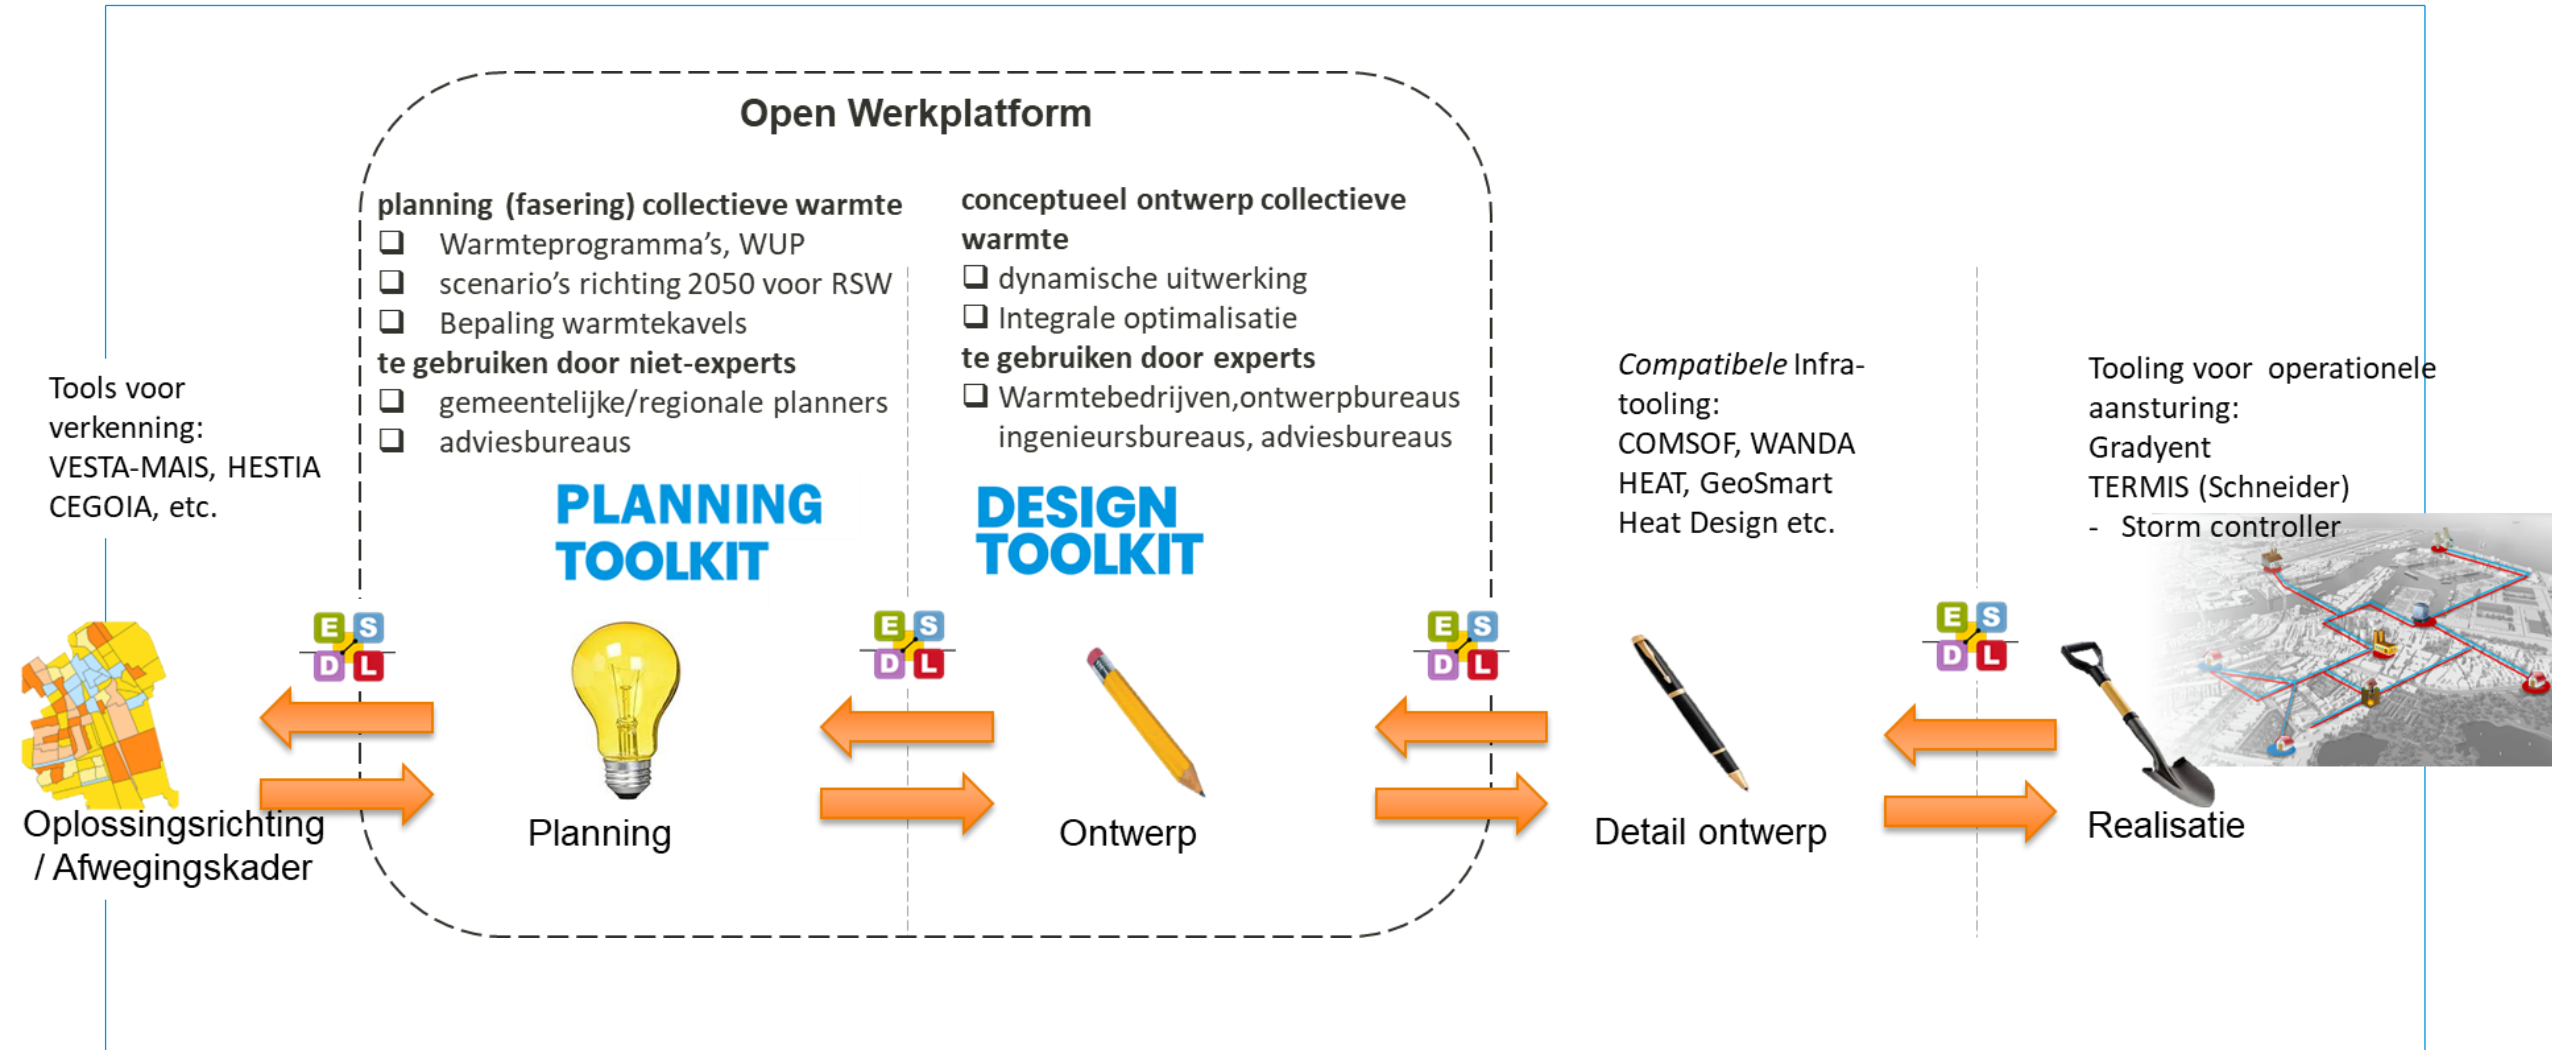 Open Werkplatform
planning (fasering) collectieve warmte
Warmteprogramma's, WUP
scenario's richting 2050 voor RSW
Bepaling warmtekavels
te gebruiken door niet-experts
gemeentelijke/regionale planners
adviesbureaus
PLANNING
TOOLKIT
conceptueel ontwerp collectieve
warmte
dynamische uitwerking
Integrale optimalisatie
te gebruiken door experts
Warmtebedrijven,ontwerpbureaus
ingenieursbureaus, adviesbureaus
DESIGN
TOOLKIT
Tools voor
verkenning:
VESTA-MAIS, HESTIA
CEGOIA, etc.
Compatibele Infra-
tooling:
COMSOF, WANDA
HEAT, GeoSmart
Heat Design etc.
Tooling voor operationele
aansturing:
Gradyent
TERMIS (Schneider)
- Storm controller
E S
D L
E S
D L
E S
D L
E S
D L
Oplossingsrichting
/ Afwegingskader
Planning
Ontwerp
Detail ontwerp
Realisatie